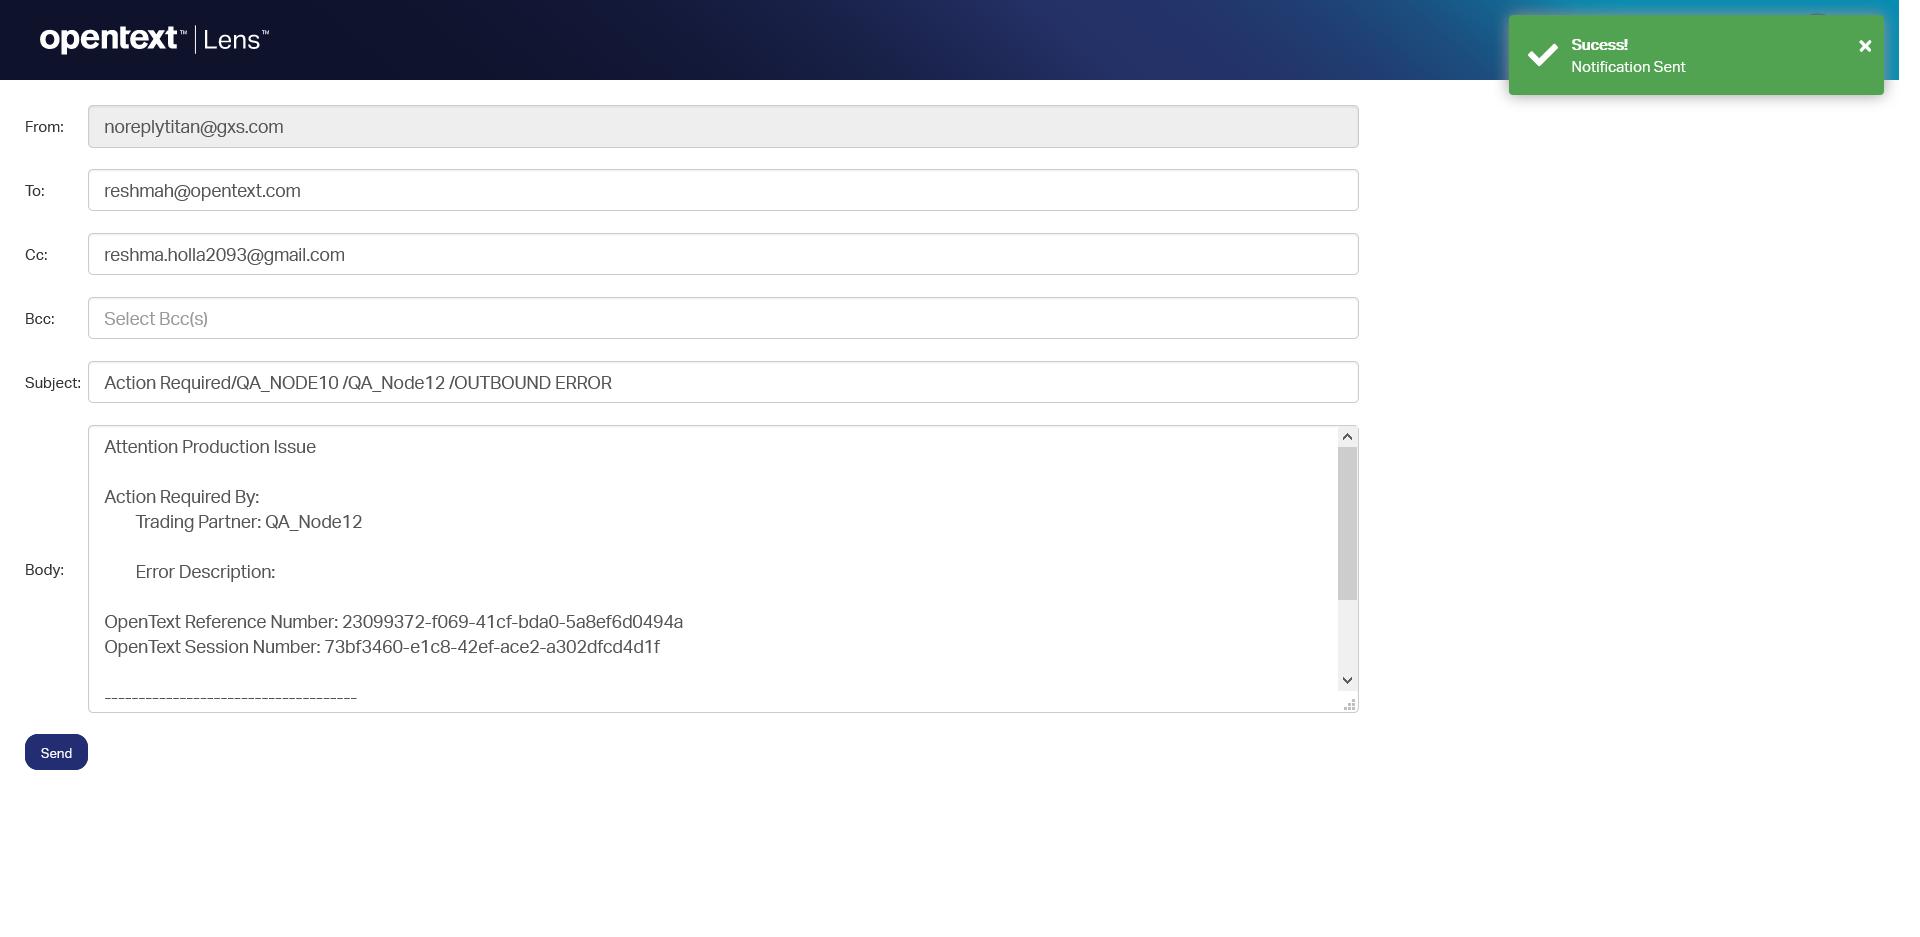 opentext™ | Lens™
Sucess!
Notification Sent
×
From:
noreplytitan@gxs.com
To:
reshmah@opentext.com
Cc:
reshma.holla2093@gmail.com
Bcc:
Select Bcc(s)
Subject:
Action Required/QA_NODE10 /QA_Node12 /OUTBOUND ERROR
Body:
Attention Production Issue
Action Required By:
Trading Partner: QA_Node12
Error Description:
OpenText Reference Number: 23099372-f069-41cf-bda0-5a8ef6d0494a
OpenText Session Number: 73bf3460-e1c8-42ef-ace2-a302dfcd4d1f
-------------------------------------
Send